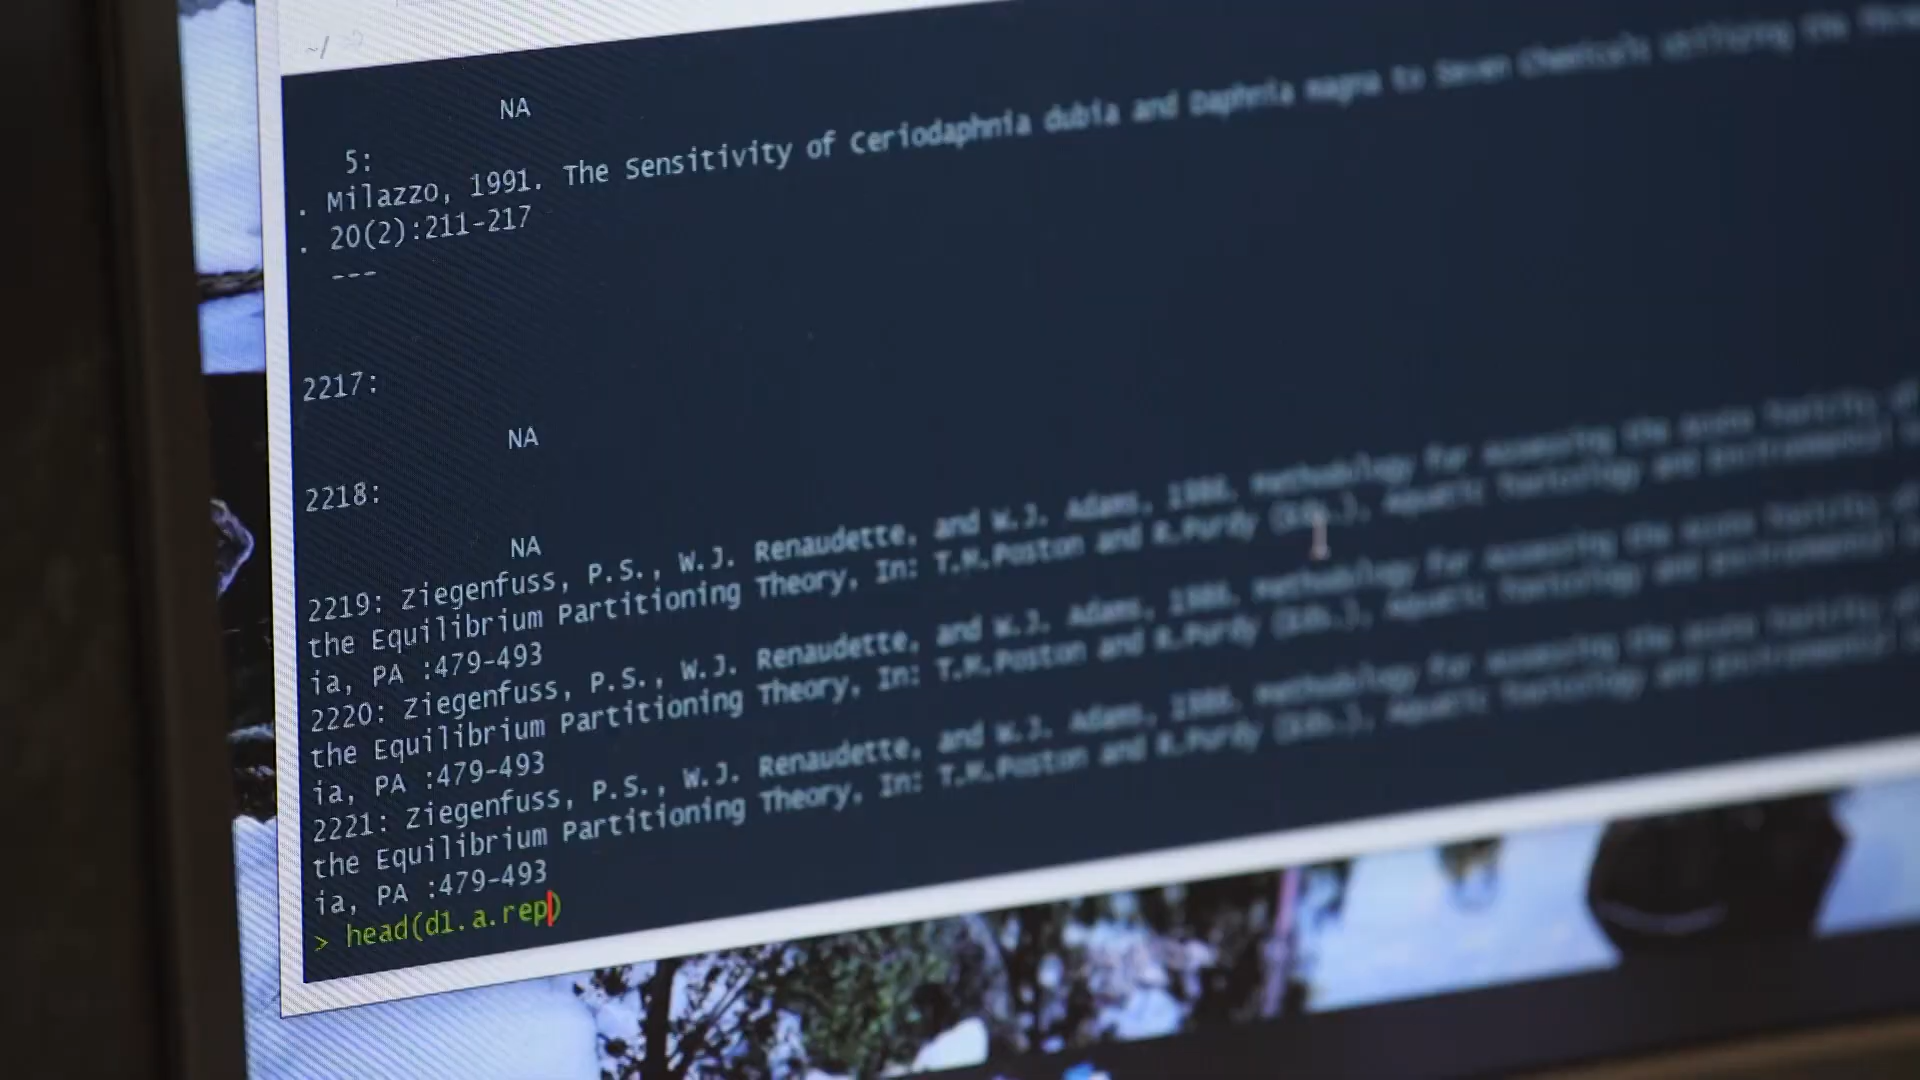 ~/
NA
5:
. Milazzo, 1991. The Sensitivity of Ceriodaphnia dubia and Daphnia magna to Seven Chemicals utilizing the
. 20(2):211-217
---
2217:
NA
2218:
NA
2219: Ziegenfuss, P.S., W.J. Renaudette, and W.J. Adams, 1986. Methodology for assessing the acute toxicity of
the Equilibrium Partitioning Theory, In: T.M.Poston and R.Purdy (Eds.), Aquatic Toxicology and Environmental
ia, PA :479-493
2220: Ziegenfuss, P.S., W.J. Renaudette, and W.J. Adams, 1986. Methodology for assessing the acute toxicity of
the Equilibrium Partitioning Theory, In: T.M.Poston and R.Purdy (Eds.), Aquatic Toxicology and Environmental
ia, PA :479-493
2221: Ziegenfuss, P.S., W.J. Renaudette, and W.J. Adams, 1986. Methodology for assessing the acute toxicity of
the Equilibrium Partitioning Theory, In: T.M.Poston and R.Purdy (Eds.), Aquatic Toxicology and Environmental
ia, PA :479-493
> head(d1.a.rep)